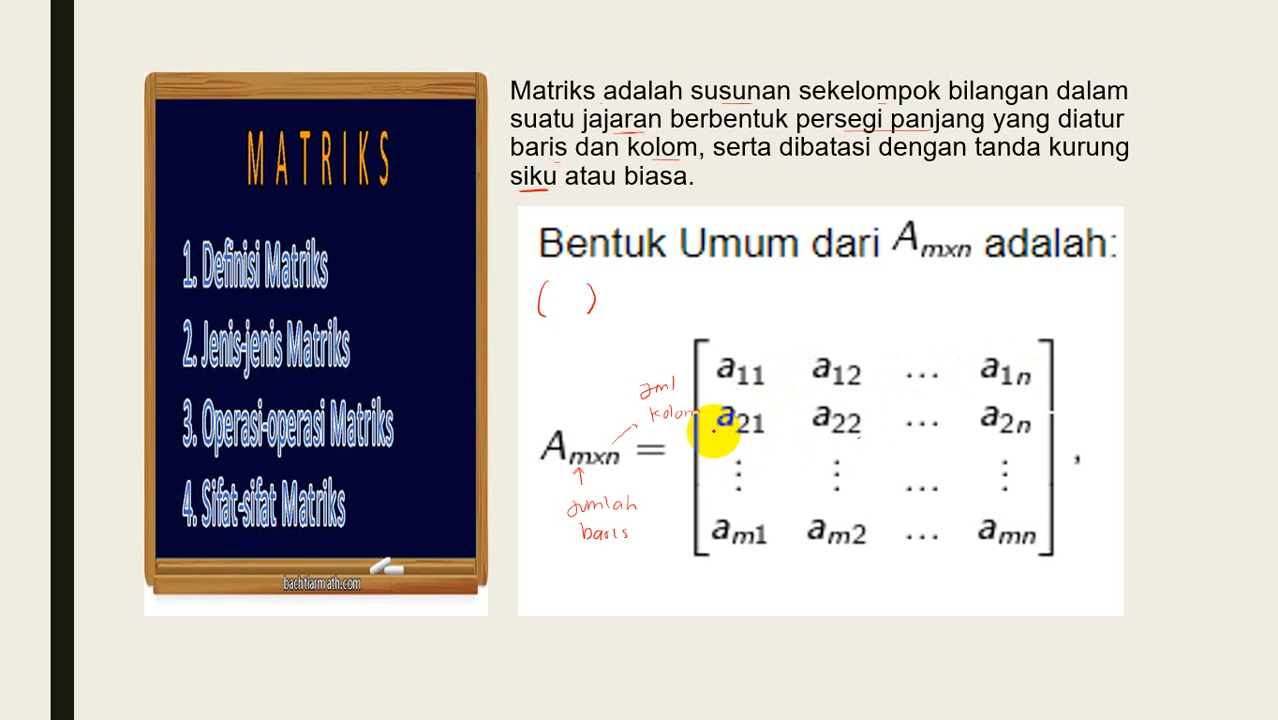 MATRIKS
1. Definisi Matriks
2. Jenis-jenis Matriks
3. Operasi-operasi Matriks
4. Sifat-sifat Matriks
bachtiarmath.com
Matriks adalah susunan sekelompok bilangan dalam
suatu jajaran berbentuk persegi panjang yang diatur
baris dan kolom, serta dibatasi dengan tanda kurung
siku atau biasa.
Bentuk Umum dari Amxn adalah:
( )
Jml
kolom
Amxn =
Jumlah
baris
a11 a12 ... a1n
a21 a22 ... a2n
⋮ ⋮ ... ⋮ ,
am1 am2 ... amn